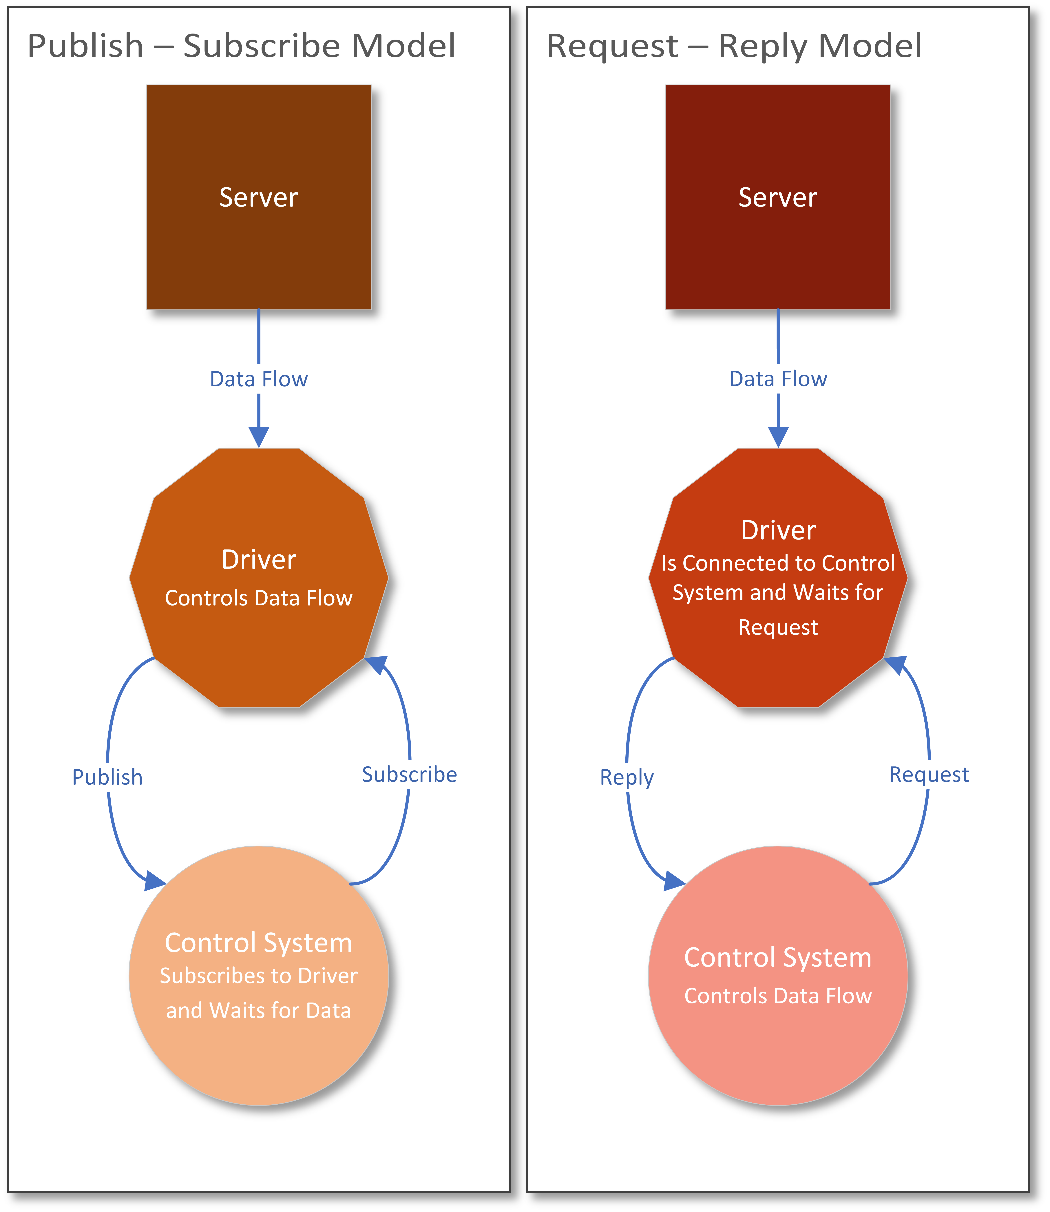 Publish – Subscribe Model
Server
Data Flow
Driver
Controls Data Flow
Publish
Subscribe
Control System
Subscribes to Driver
and Waits for Data
Request – Reply Model
Server
Data Flow
Driver
Is Connected to Control
System and Waits for
Request
Reply
Request
Control System
Controls Data Flow